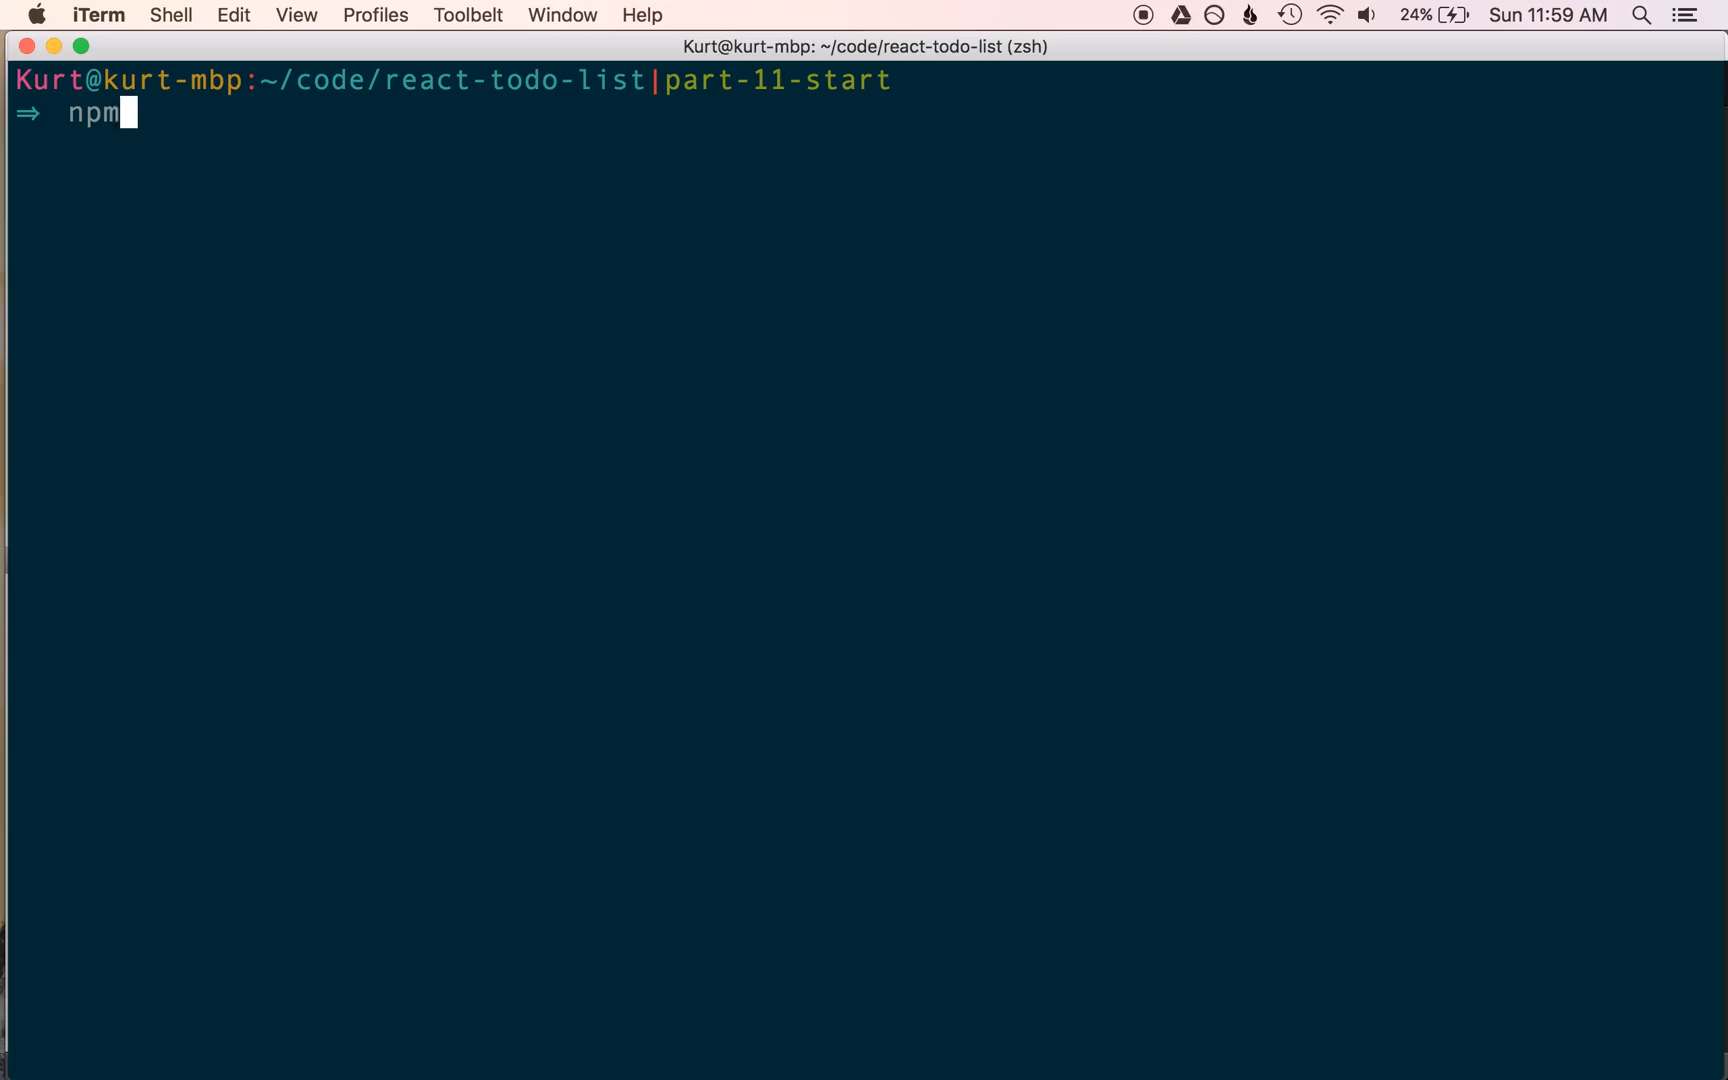 iTerm Shell Edit View Profiles Toolbelt Window Help 24% Sun 11:59 AM
Kurt@kurt-mbp: ~/code/react-todo-list (zsh)
Kurt@kurt-mbp:~/code/react-todo-list|part-11-start
⇒ npm